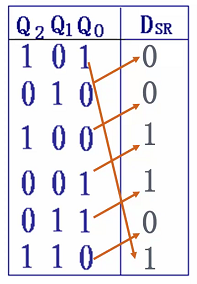 Q2 Q1 Q0 DSR
1 0 1 0
0 1 0 0
1 0 0 1
0 0 1 1
0 1 1 0
1 1 0 1